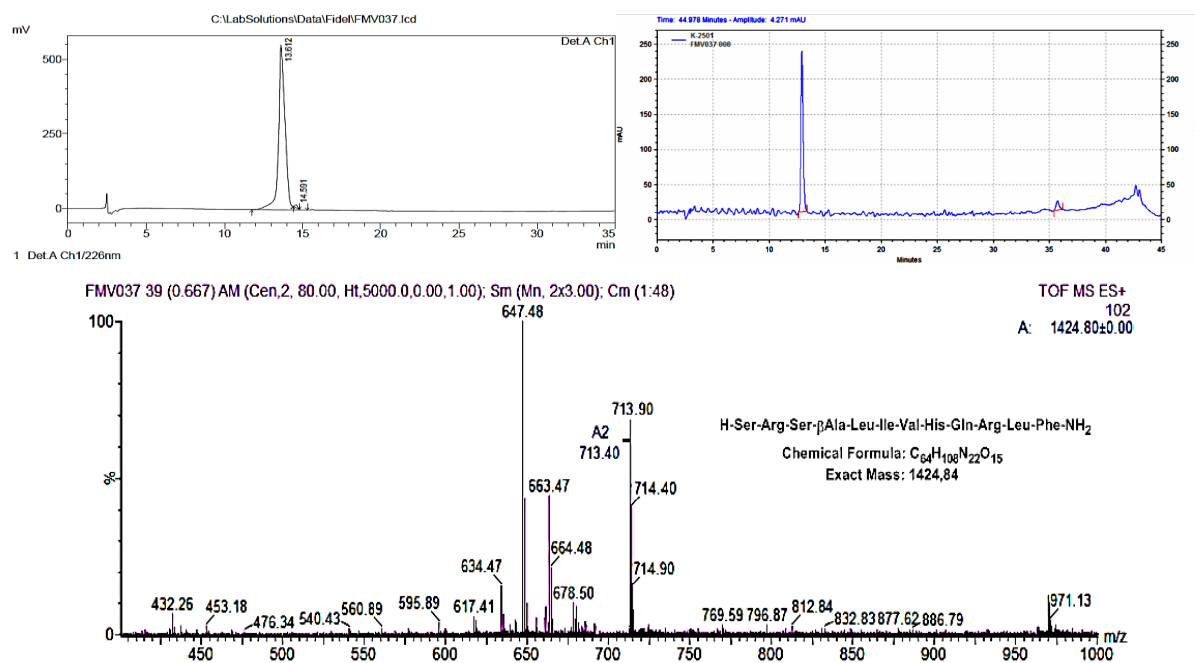 C:\LabSolutions\Data\Fidel\FMV037.lcd
mV
Det.A Ch1
500
250
0
13.612
14.591
0 5 10 15 20 25 30 35
min
1 Det.A Ch1/226nm
Time: 44.978 Minutes - Amplitude: 4.271 mAU
K-2501
FMV037 008
250 250
200 200
150 150
100 100
50 50
0 0
mAU
mAU
0 5 10 15 20 25 30 35 40 45
Minutes
FMV037 39 (0.667) AM (Cen,2, 80.00, Ht,5000.0,0.00,1.00); Sm (Mn, 2x3.00); Cm (1:48)
TOF MS ES+
102
A: 1424.80±0.00
100
%
0
647.48
713.90
A2
713.40
714.40
714.90
663.47
664.48
634.47
678.50
617.41
595.89
560.89
540.43
476.34
453.18
432.26
769.59
796.87
812.84
832.83
877.62
886.79
971.13
H-Ser-Arg-Ser-βAla-Leu-Ile-Val-His-Gln-Arg-Leu-Phe-NH2
Chemical Formula: C64H108N22O15
Exact Mass: 1424,84
m/z
450 500 550 600 650 700 750 800 850 900 950 1000